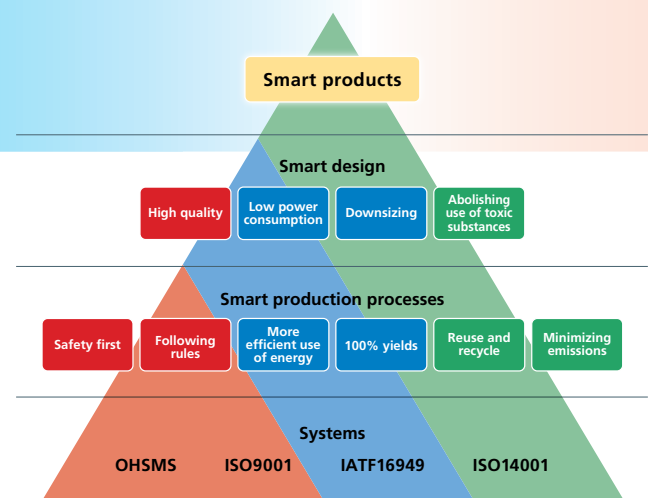 Smart products
Smart design
High quality
Low power
consumption
Downsizing
Abolishing
use of toxic
substances
Smart production processes
Safety first
Following
rules
More
efficient use
of energy
100% yields
Reuse and
recycle
Minimizing
emissions
Systems
OHSMS
ISO9001
IATF16949
ISO14001